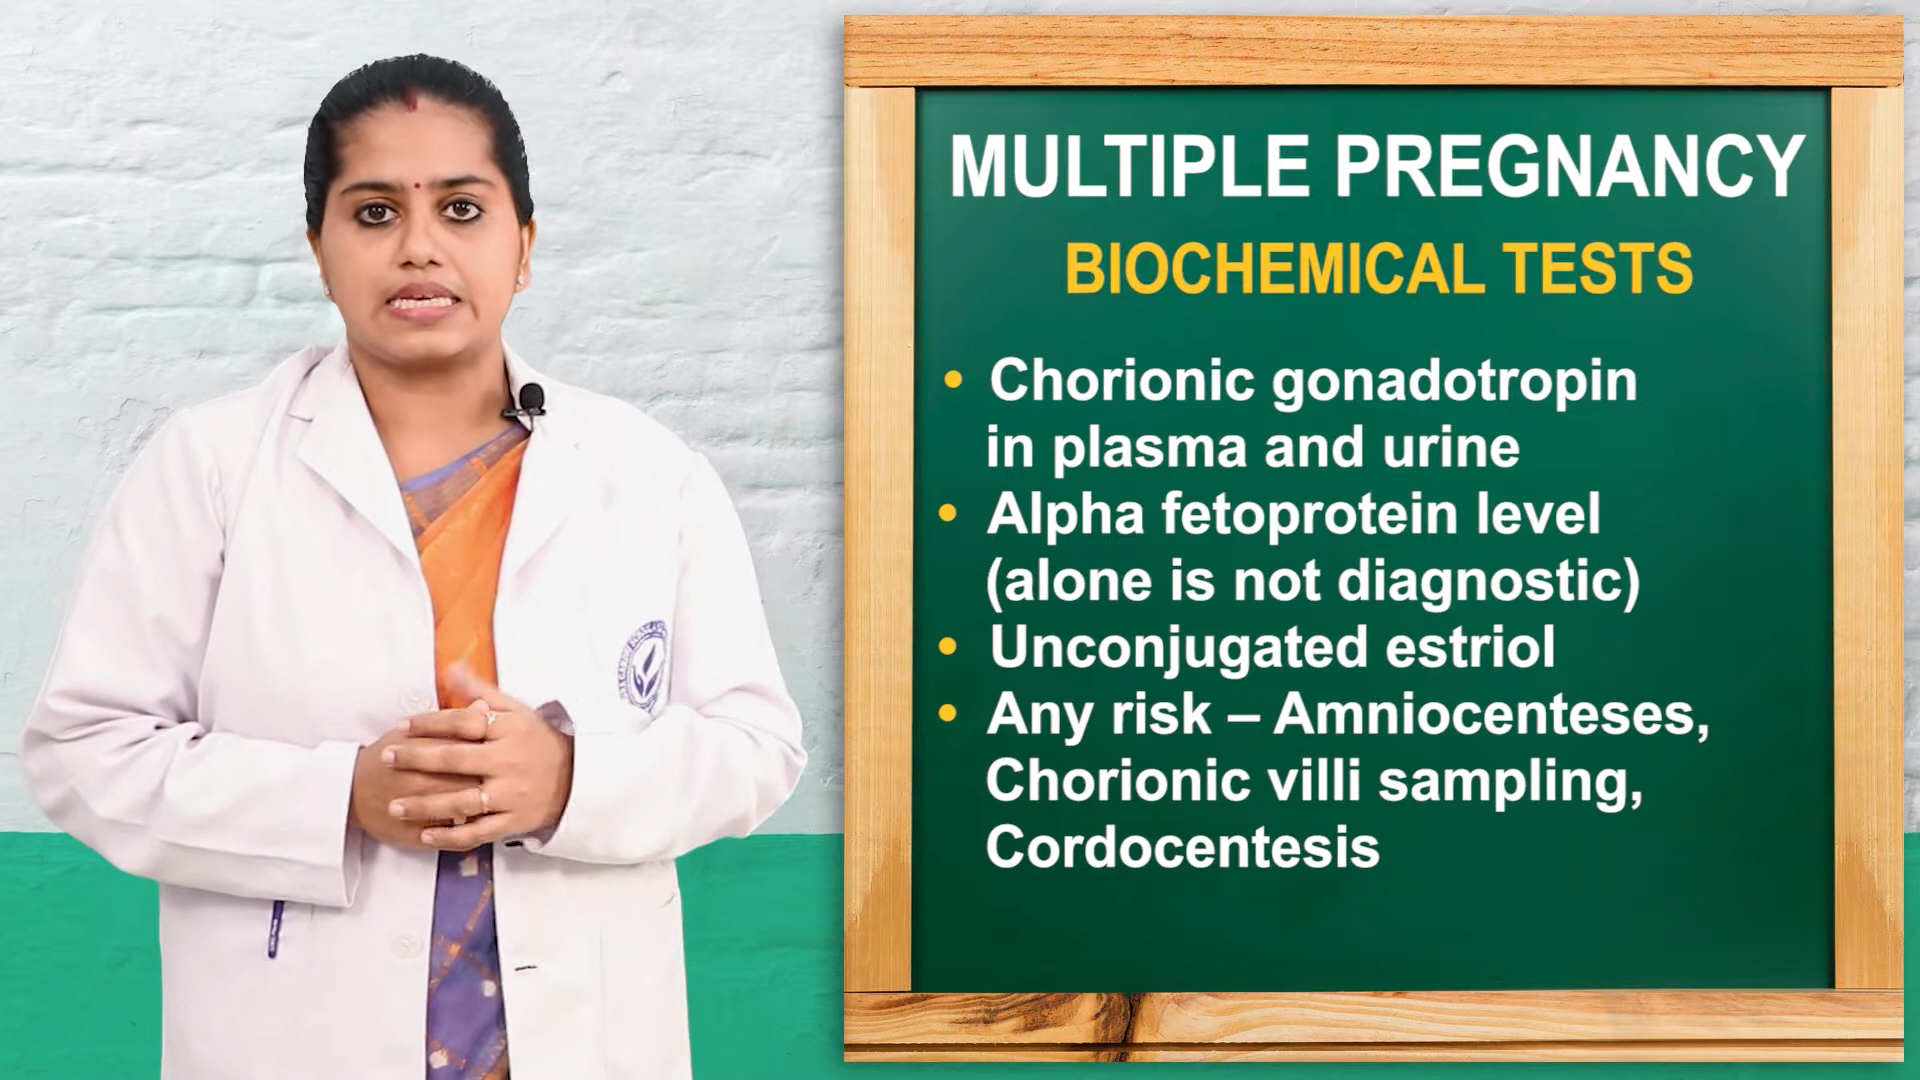 MULTIPLE PREGNANCY
BIOCHEMICAL TESTS
• Chorionic gonadotropin
in plasma and urine
• Alpha fetoprotein level
(alone is not diagnostic)
• Unconjugated estriol
• Any risk – Amniocenteses,
Chorionic villi sampling,
Cordocentesis